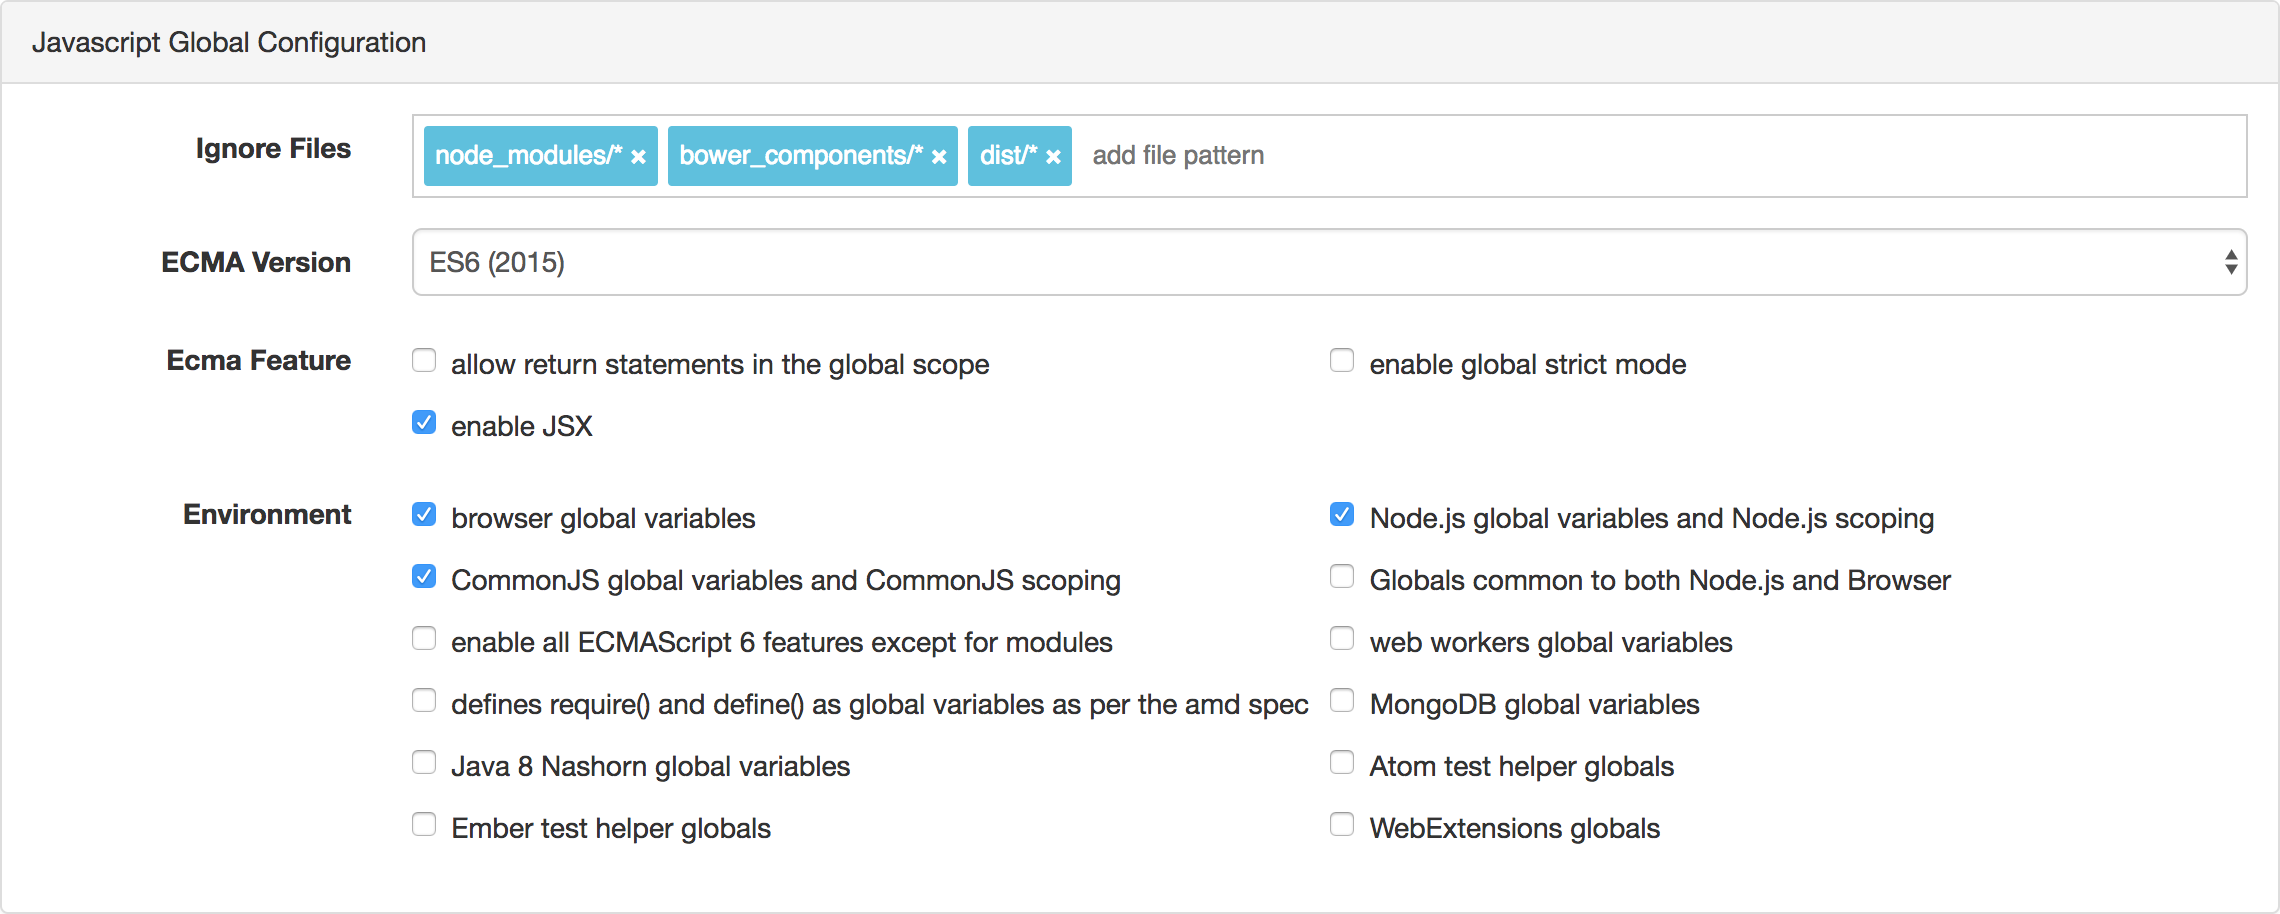 Javascript Global Configuration
Ignore Files node_modules/* × bower_components/* × dist/* × add file pattern
ECMA Version ES6 (2015)
Ecma Feature allow return statements in the global scope enable global strict mode
enable JSX
Environment browser global variables Node.js global variables and Node.js scoping
CommonJS global variables and CommonJS scoping Globals common to both Node.js and Browser
enable all ECMAScript 6 features except for modules web workers global variables
defines require() and define() as global variables as per the amd spec MongoDB global variables
Java 8 Nashorn global variables Atom test helper globals
Ember test helper globals WebExtensions globals